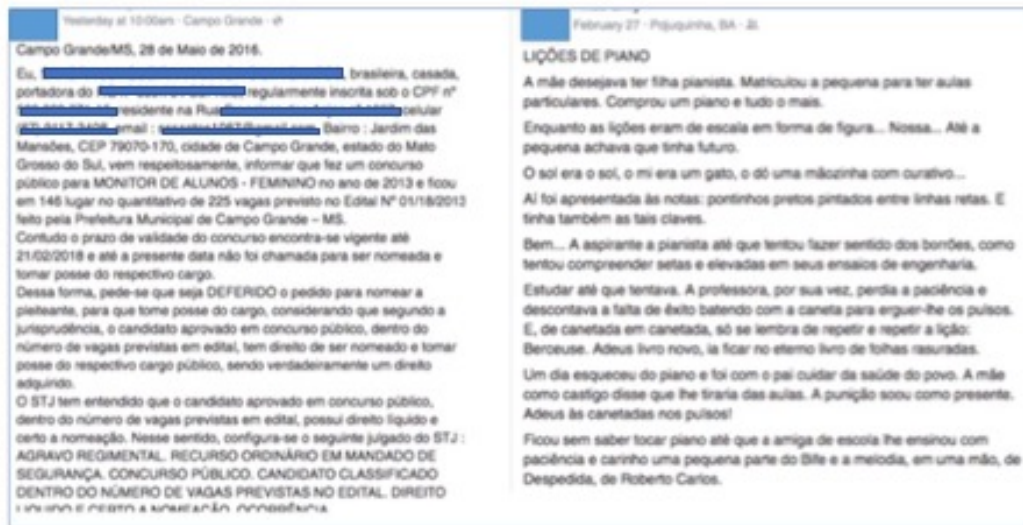 Yesterday at 10:00am · Campo Grande ·
Campo Grande/MS, 28 de Maio de 2016.
Eu, , brasileira, casada,
portadora do regularmente inscrita sob o CPF nº
residente na Rua celular
email : Bairro : Jardim das
Mansões, CEP 79070-170, cidade de Campo Grande, estado do Mato
Grosso do Sul, vem respeitosamente, informar que fez um concurso
público para MONITOR DE ALUNOS - FEMININO no ano de 2013 e ficou
em 146 lugar no quantitativo de 225 vagas previsto no Edital Nº 01/18/2013
feito pela Prefeitura Municipal de Campo Grande – MS.
Contudo o prazo de validade do concurso encontra-se vigente até
21/02/2018 e até a presente data não foi chamada para ser nomeada e
tomar posse do respectivo cargo.
Dessa forma, pede-se que seja DEFERIDO o pedido para nomear a
pleiteante, para que tome posse do cargo, considerando que segundo a
jurisprudência, o candidato aprovado em concurso público, dentro do
número de vagas previstas em edital, tem direito de ser nomeado e tomar
posse do respectivo cargo público, sendo verdadeiramente um direito
adquirido.
O STJ tem entendido que o candidato aprovado em concurso público,
dentro do número de vagas previstas em edital, possui direito líquido e
certo a nomeação. Nesse sentido, configura-se o seguinte julgado do STJ :
AGRAVO REGIMENTAL. RECURSO ORDINÁRIO EM MANDADO DE
SEGURANÇA. CONCURSO PÚBLICO. CANDIDATO CLASSIFICADO
DENTRO DO NÚMERO DE VAGAS PREVISTAS NO EDITAL. DIREITO
LIQUIDO E CERTO A NOMEAÇÃO. OCORRÊNCIA.
February 27 · Pojuquinha, BA ·
LIÇÕES DE PIANO
A mãe desejava ter filha pianista. Matriculou a pequena para ter aulas
particulares. Comprou um piano e tudo o mais.
Enquanto as lições eram de escala em forma de figura... Nossa... Até a
pequena achava que tinha futuro.
O sol era o sol, o mi era um gato, o dó uma mãozinha com curativo...
Aí foi apresentada às notas: pontinhos pretos pintados entre linhas retas. E
tinha também as tais claves.
Bem... A aspirante a pianista até que tentou fazer sentido dos borrões, como
tentou compreender setas e elevadas em seus ensaios de engenharia.
Estudar até que tentava. A professora, por sua vez, perdia a paciência e
descontava a falta de êxito batendo com a caneta para erguer-lhe os pulsos.
E, de canetada em canetada, só se lembra de repetir e repetir a lição:
Berceuse. Adeus livro novo, ia ficar no eterno livro de folhas rasuradas.
Um dia esqueceu do piano e foi com o pai cuidar da saúde do povo. A mãe
como castigo disse que lhe tiraria das aulas. A punição soou como presente.
Adeus às canetadas nos pulsos!
Ficou sem saber tocar piano até que a amiga de escola lhe ensinou com
paciência e carinho uma pequena parte do Bife e a melodia, em uma mão, de
Despedida, de Roberto Carlos.